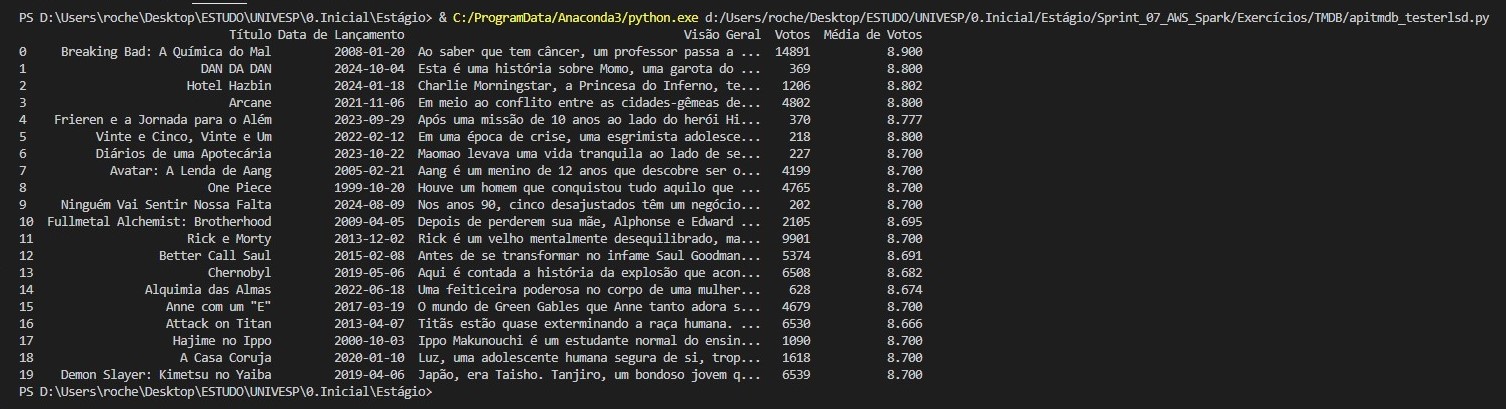 PS D:\Users\roche\Desktop\ESTUDO\UNIVESP\0.Inicial\Estágio> & C:/ProgramData/Anaconda3/python.exe d:/Users/roche/Desktop/ESTUDO/UNIVESP/0.Inicial/Estágio/Sprint_07_AWS_Spark/Exercícios/TMDB/apitmdb_testerlsd.py
Título Data de Lançamento Visão Geral Votos Média de Votos
0 Breaking Bad: A Química do Mal 2008-01-20 Ao saber que tem câncer, um professor passa a ... 14891 8.900
1 DAN DA DAN 2024-10-04 Esta é uma história sobre Momo, uma garota do ... 369 8.800
2 Hotel Hazbin 2024-01-18 Charlie Morningstar, a Princesa do Inferno, te... 1206 8.802
3 Arcane 2021-11-06 Em meio ao conflito entre as cidades-gêmeas de... 4802 8.800
4 Frieren e a Jornada para o Além 2023-09-29 Após uma missão de 10 anos ao lado do herói Hi... 370 8.777
5 Vinte e Cinco, Vinte e Um 2022-02-12 Em uma época de crise, uma esgrimista adolesce... 218 8.800
6 Diários de uma Apotecária 2023-10-22 Maomao levava uma vida tranquila ao lado de se... 227 8.700
7 Avatar: A Lenda de Aang 2005-02-21 Aang é um menino de 12 anos que descobre ser o... 4199 8.700
8 One Piece 1999-10-20 Houve um homem que conquistou tudo aquilo que ... 4765 8.700
9 Ninguém Vai Sentir Nossa Falta 2024-08-09 Nos anos 90, cinco desajustados têm um negócio... 202 8.700
10 Fullmetal Alchemist: Brotherhood 2009-04-05 Depois de perderem sua mãe, Alphonse e Edward ... 2105 8.695
11 Rick e Morty 2013-12-02 Rick é um velho mentalmente desequilibrado, ma... 9901 8.700
12 Better Call Saul 2015-02-08 Antes de se transformar no infame Saul Goodman... 5374 8.691
13 Chernobyl 2019-05-06 Aqui é contada a história da explosão que acon... 6508 8.682
14 Alquimia das Almas 2022-06-18 Uma feiticeira poderosa no corpo de uma mulher... 628 8.674
15 Anne com um "E" 2017-03-19 O mundo de Green Gables que Anne tanto adora s... 4679 8.700
16 Attack on Titan 2013-04-07 Titãs estão quase exterminando a raça humana. ... 6530 8.666
17 Hajime no Ippo 2000-10-03 Ippo Makunouchi é um estudante normal do ensin... 1090 8.700
18 A Casa Coruja 2020-01-10 Luz, uma adolescente humana segura de si, trop... 1618 8.700
19 Demon Slayer: Kimetsu no Yaiba 2019-04-06 Japão, era Taisho. Tanjiro, um bondoso jovem q... 6539 8.700
PS D:\Users\roche\Desktop\ESTUDO\UNIVESP\0.Inicial\Estágio>